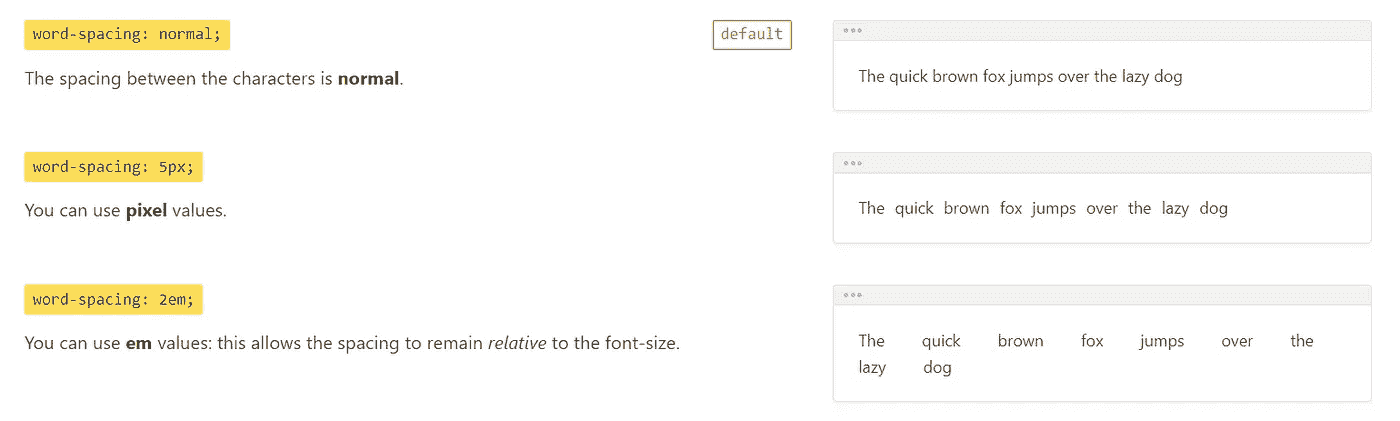 word-spacing: normal;
default
The spacing between the characters is normal.
The quick brown fox jumps over the lazy dog
word-spacing: 5px;
You can use pixel values.
The quick brown fox jumps over the lazy dog
word-spacing: 2em;
You can use em values: this allows the spacing to remain relative to the font-size.
The quick brown fox jumps over the
lazy dog